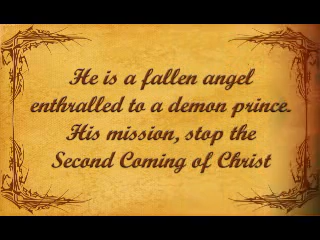 He is a fallen angel
enthralled to a demon prince.
His mission, stop the
Second Coming of Christ